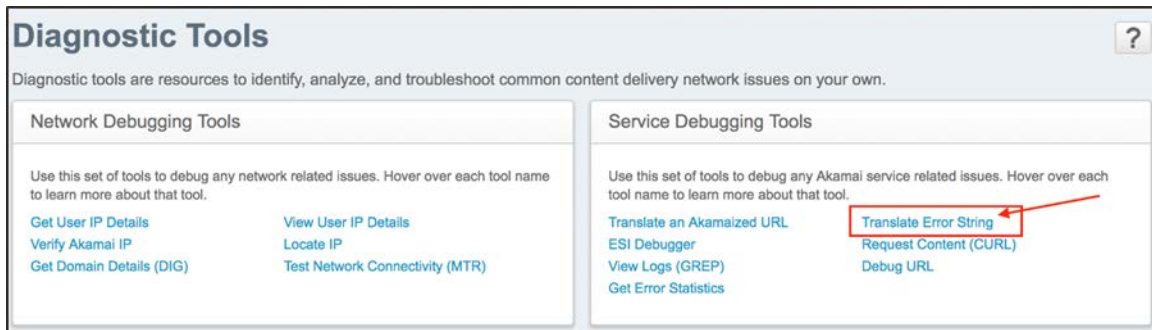 Diagnostic Tools
?
Diagnostic tools are resources to identify, analyze, and troubleshoot common content delivery network issues on your own.
Network Debugging Tools
Use this set of tools to debug any network related issues. Hover over each tool name
to learn more about that tool.
Get User IP Details
View User IP Details
Verify Akamai IP
Locate IP
Get Domain Details (DIG)
Test Network Connectivity (MTR)
Service Debugging Tools
Use this set of tools to debug any Akamai service related issues. Hover over each
tool name to learn more about that tool.
Translate an Akamaized URL
Translate Error String
ESI Debugger
Request Content (CURL)
View Logs (GREP)
Debug URL
Get Error Statistics